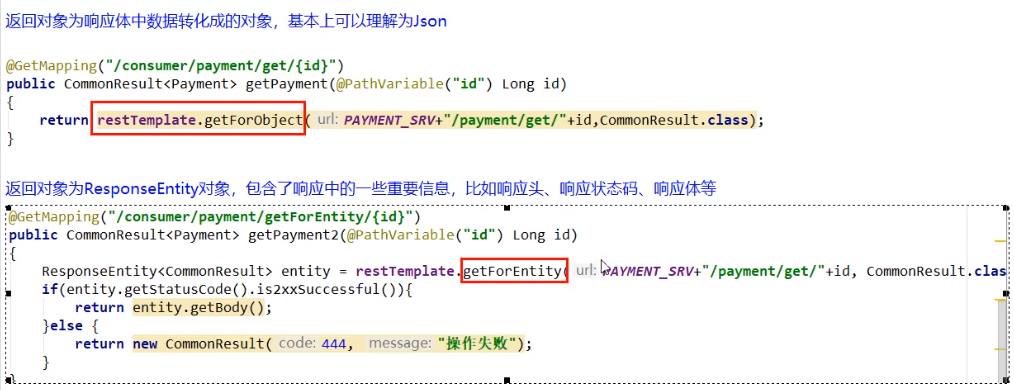 返回对象为响应体中数据转化成的对象，基本上可以理解为Json
@GetMapping("/consumer/payment/get/{id}")
public CommonResult<Payment> getPayment(@PathVariable("id") Long id)
{
return restTemplate.getForObject( url: PAYMENT_SRV+"/payment/get/"+id,CommonResult.class);
}
返回对象为ResponseEntity对象，包含了响应中的一些重要信息，比如响应头、响应状态码、响应体等
@GetMapping("/consumer/payment/getForEntity/{id}")
public CommonResult<Payment> getPayment2(@PathVariable("id") Long id)
{
ResponseEntity<CommonResult> entity = restTemplate.getForEntity( url: PAYMENT_SRV+"/payment/get/"+id, CommonResult.clas
if(entity.getStatusCode().is2xxSuccessful()){
return entity.getBody();
}else {
return new CommonResult( code: 444, message: "操作失败");
}
}